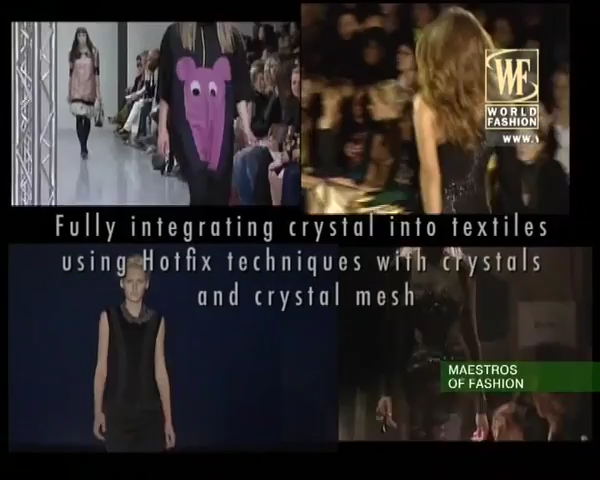 WF
WORLD
FASHION
WWW.
Fully integrating crystal into textiles
using Hotfix techniques with crystals
and crystal mesh
MAESTROS
OF FASHION